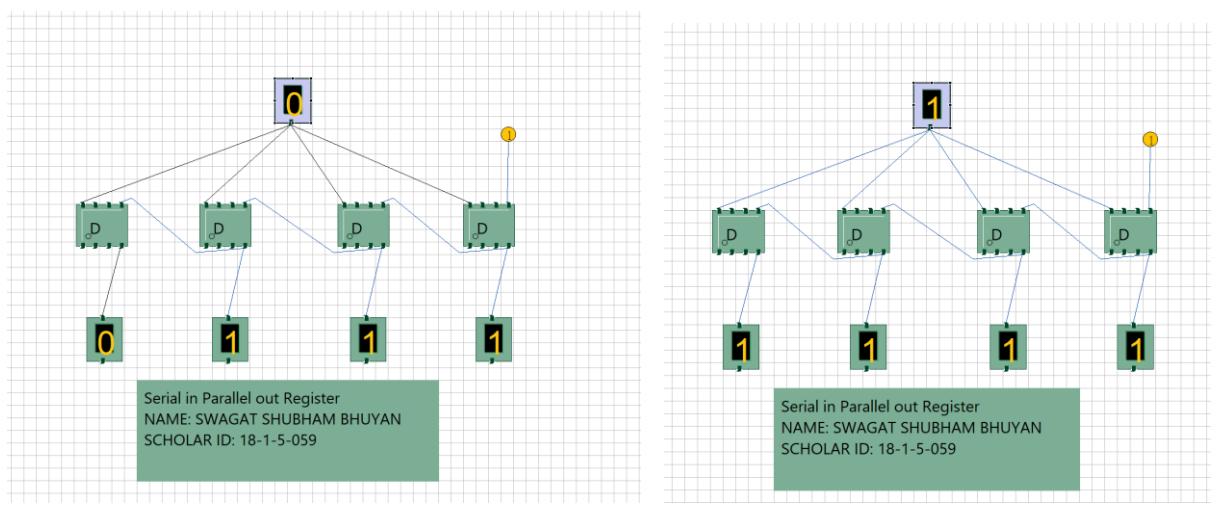 0
1
D D D D
0 1 1 1
Serial in Parallel out Register
NAME: SWAGAT SHUBHAM BHUYAN
SCHOLAR ID: 18-1-5-059
1
1
D D D D
1 1 1 1
Serial in Parallel out Register
NAME: SWAGAT SHUBHAM BHUYAN
SCHOLAR ID: 18-1-5-059